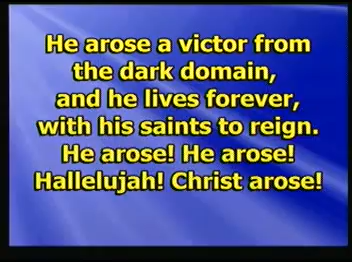 He arose a victor from
the dark domain,
and he lives forever,
with his saints to reign.
He arose! He arose!
Hallelujah! Christ arose!